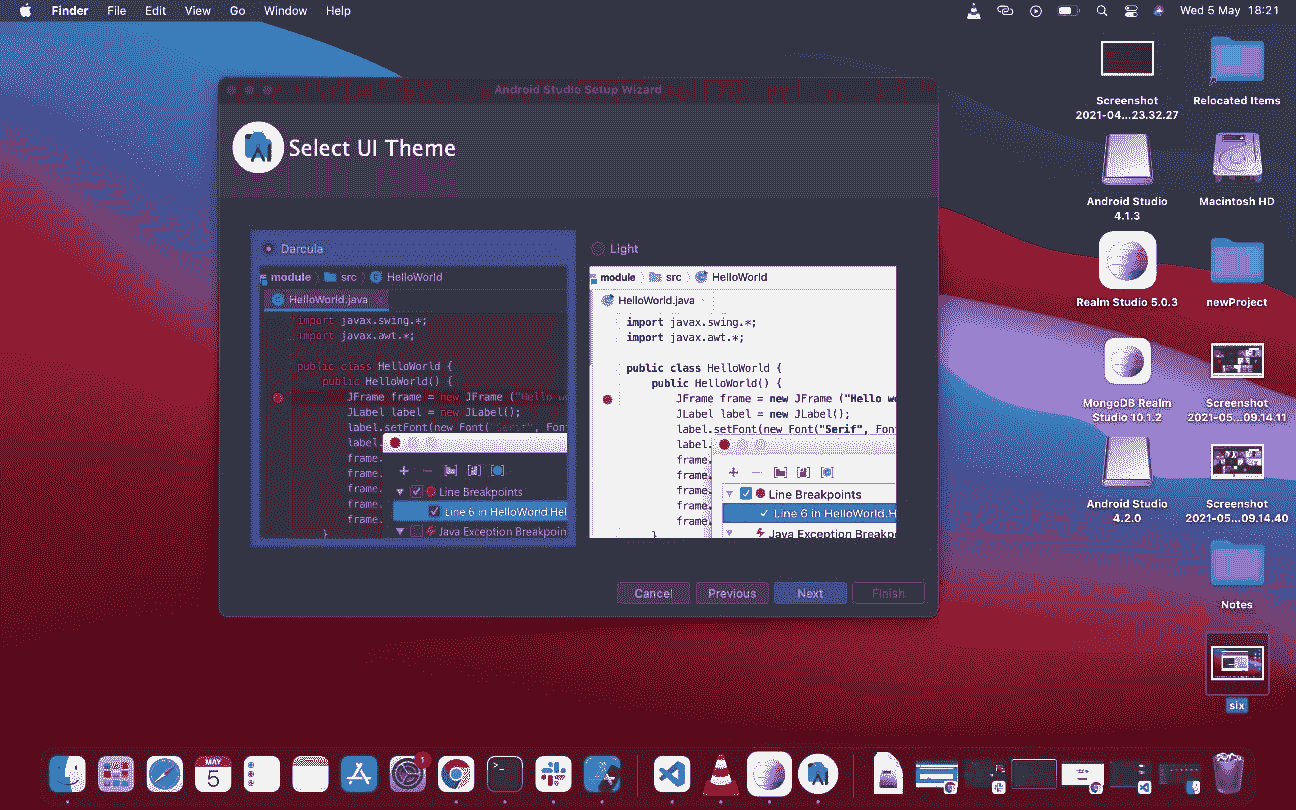 Finder File Edit View Go Window Help
Wed 5 May 18:21
Android Studio Setup Wizard
Select UI Theme
Darcula
module src HelloWorld
HelloWorld.java
import javax.swing.*;
import javax.awt.*;
public class HelloWorld {
public HelloWorld() {
JFrame frame = new JFrame ("Hello wo
JLabel label = new JLabel();
label.setFont(new Font("Serif", Font
label.
frame.
frame.
frame.
frame.
frame.
}
Line Breakpoints
Line 6 in HelloWorld.Hel
Java Exception Breakpoin
Light
module src HelloWorld
HelloWorld.java
import javax.swing.*;
import javax.awt.*;
public class HelloWorld {
public HelloWorld() {
JFrame frame = new JFrame ("Hello wo
JLabel label = new JLabel();
label.setFont(new Font("Serif", Font
label.
frame.
frame.
frame.
frame.
frame.
}
Line Breakpoints
Line 6 in HelloWorld.H
Java Exception Breakp
Cancel Previous Next Finish
Screenshot
2021-04...23.32.27
Relocated Items
Android Studio
4.1.3
Macintosh HD
Realm Studio 5.0.3
newProject
MongoDB Realm
Studio 10.1.2
Screenshot
2021-05...09.14.11
Android Studio
4.2.0
Screenshot
2021-05...09.14.40
Notes
six
MAY
5
1